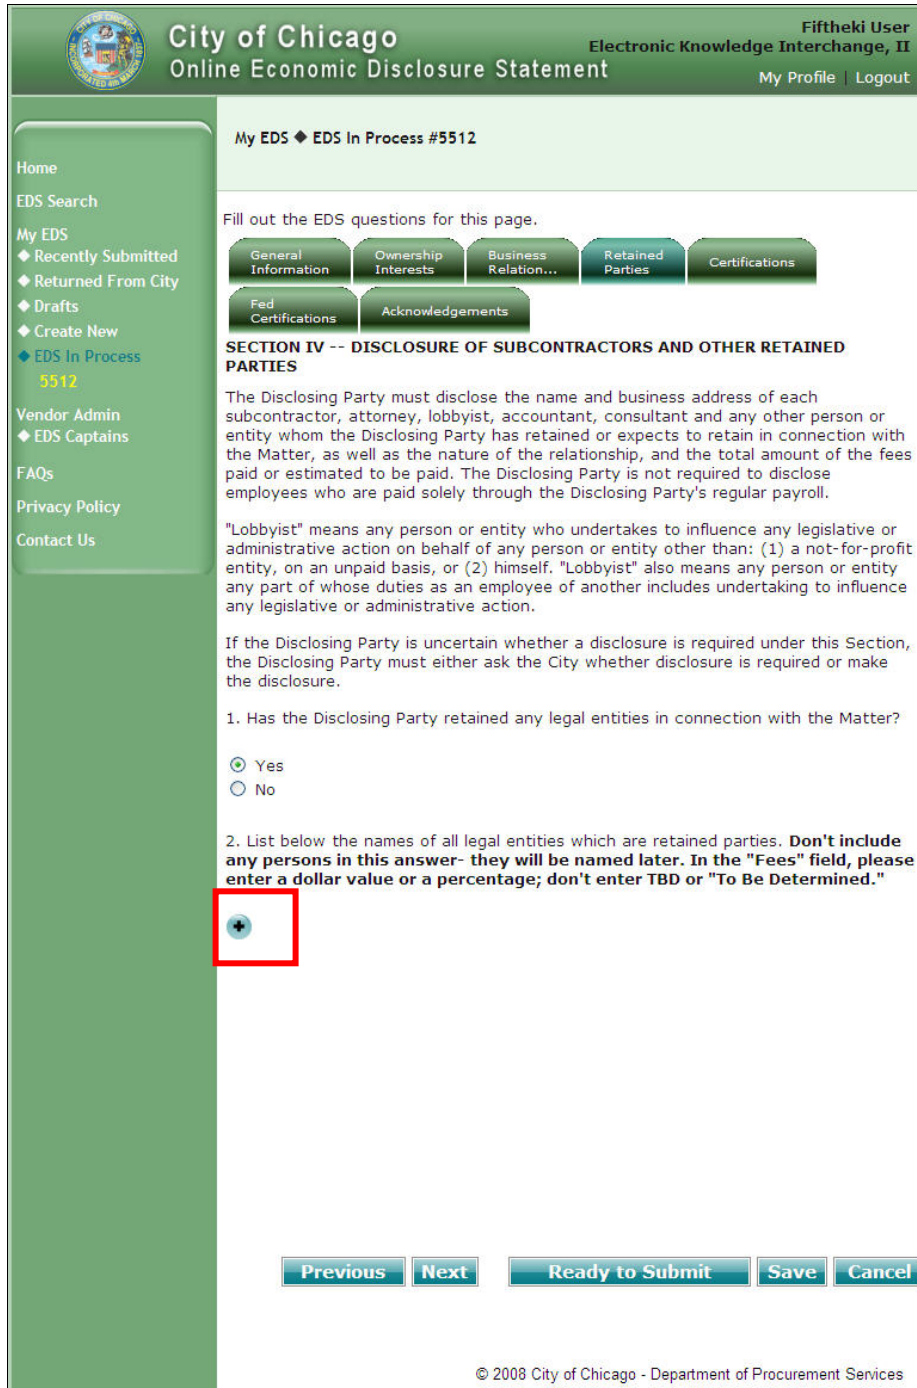 City of Chicago
Online Economic Disclosure Statement
Fiftheki User
Electronic Knowledge Interchange, II
My Profile | Logout
My EDS ◆ EDS In Process #5512
Home
EDS Search
My EDS
◆ Recently Submitted
◆ Returned From City
◆ Drafts
◆ Create New
◆ EDS In Process
5512
Vendor Admin
◆ EDS Captains
FAQs
Privacy Policy
Contact Us
Fill out the EDS questions for this page.
General Information
Ownership Interests
Business Relation...
Retained Parties
Certifications
Fed Certifications
Acknowledgements
SECTION IV -- DISCLOSURE OF SUBCONTRACTORS AND OTHER RETAINED
PARTIES
The Disclosing Party must disclose the name and business address of each
subcontractor, attorney, lobbyist, accountant, consultant and any other person or
entity whom the Disclosing Party has retained or expects to retain in connection with
the Matter, as well as the nature of the relationship, and the total amount of the fees
paid or estimated to be paid. The Disclosing Party is not required to disclose
employees who are paid solely through the Disclosing Party's regular payroll.
"Lobbyist" means any person or entity who undertakes to influence any legislative or
administrative action on behalf of any person or entity other than: (1) a not-for-profit
entity, on an unpaid basis, or (2) himself. "Lobbyist" also means any person or entity
any part of whose duties as an employee of another includes undertaking to influence
any legislative or administrative action.
If the Disclosing Party is uncertain whether a disclosure is required under this Section,
the Disclosing Party must either ask the City whether disclosure is required or make
the disclosure.
1. Has the Disclosing Party retained any legal entities in connection with the Matter?
Yes
No
2. List below the names of all legal entities which are retained parties. Don't include
any persons in this answer- they will be named later. In the "Fees" field, please
enter a dollar value or a percentage; don't enter TBD or "To Be Determined."
Previous Next Ready to Submit Save Cancel
© 2008 City of Chicago - Department of Procurement Services